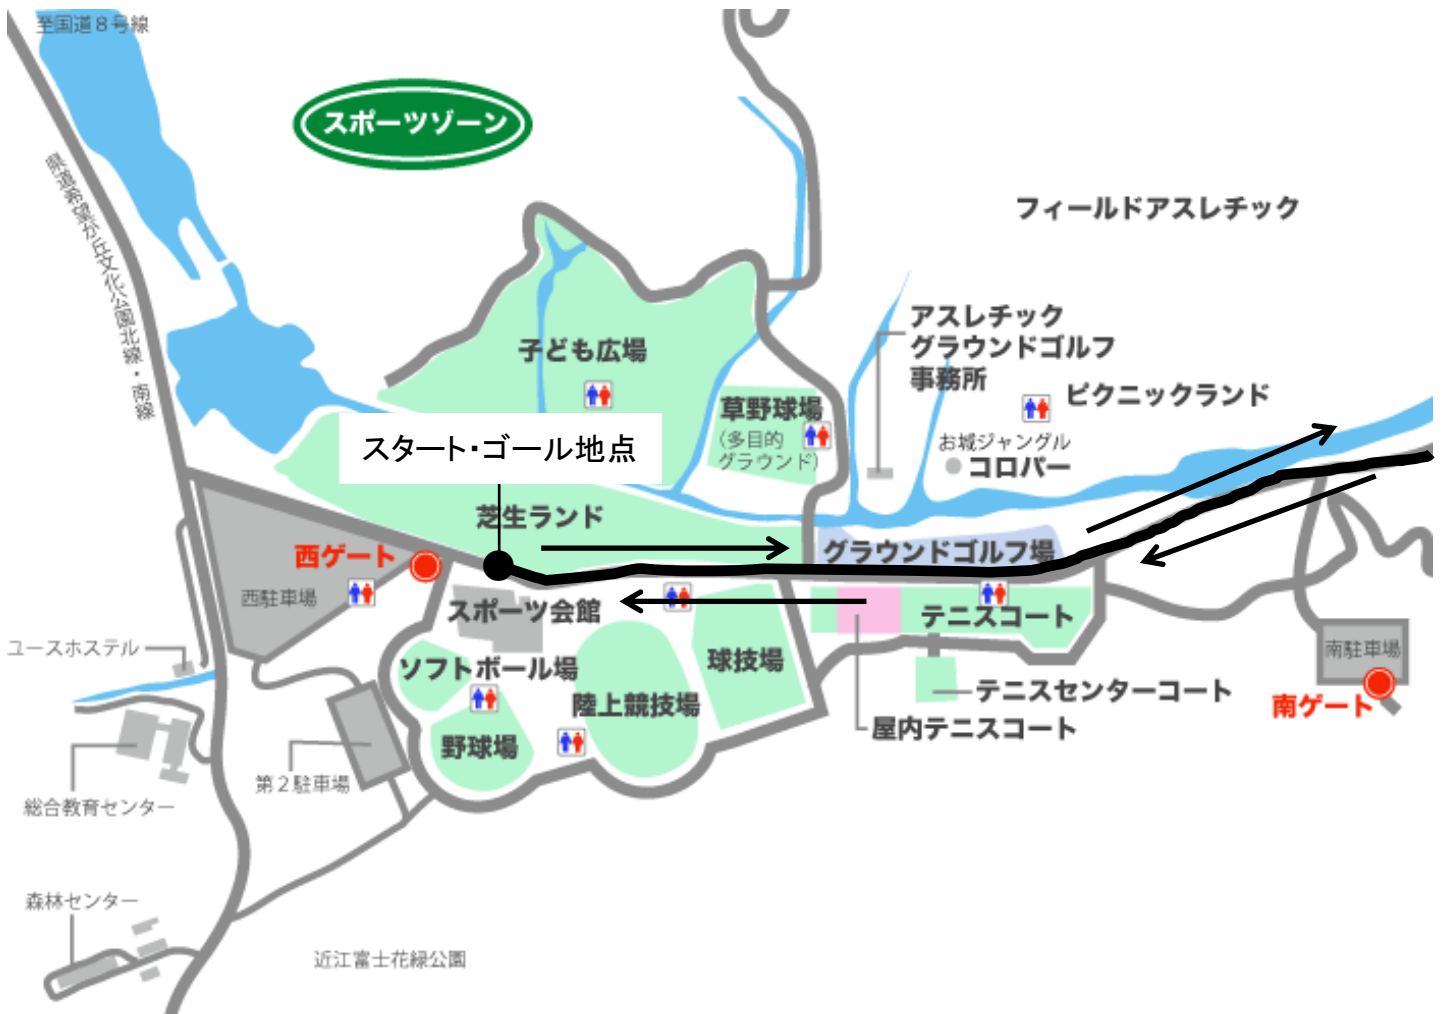 至国道8号線
スポーツゾーン
県道希望が丘文化公園北線・南線
フィールドアスレチック
アスレチック
グラウンドゴルフ
事務所
子ども広場
草野球場
(多目的
グラウンド)
ピクニックランド
お城ジャングル
コロパー
スタート・ゴール地点
芝生ランド
西ゲート
グラウンドゴルフ場
西駐車場
スポーツ会館
テニスコート
ユースホステル
ソフトボール場
球技場
南駐車場
テニスセンターコート
陸上競技場
南ゲート
屋内テニスコート
野球場
第2駐車場
総合教育センター
森林センター
近江富士花緑公園